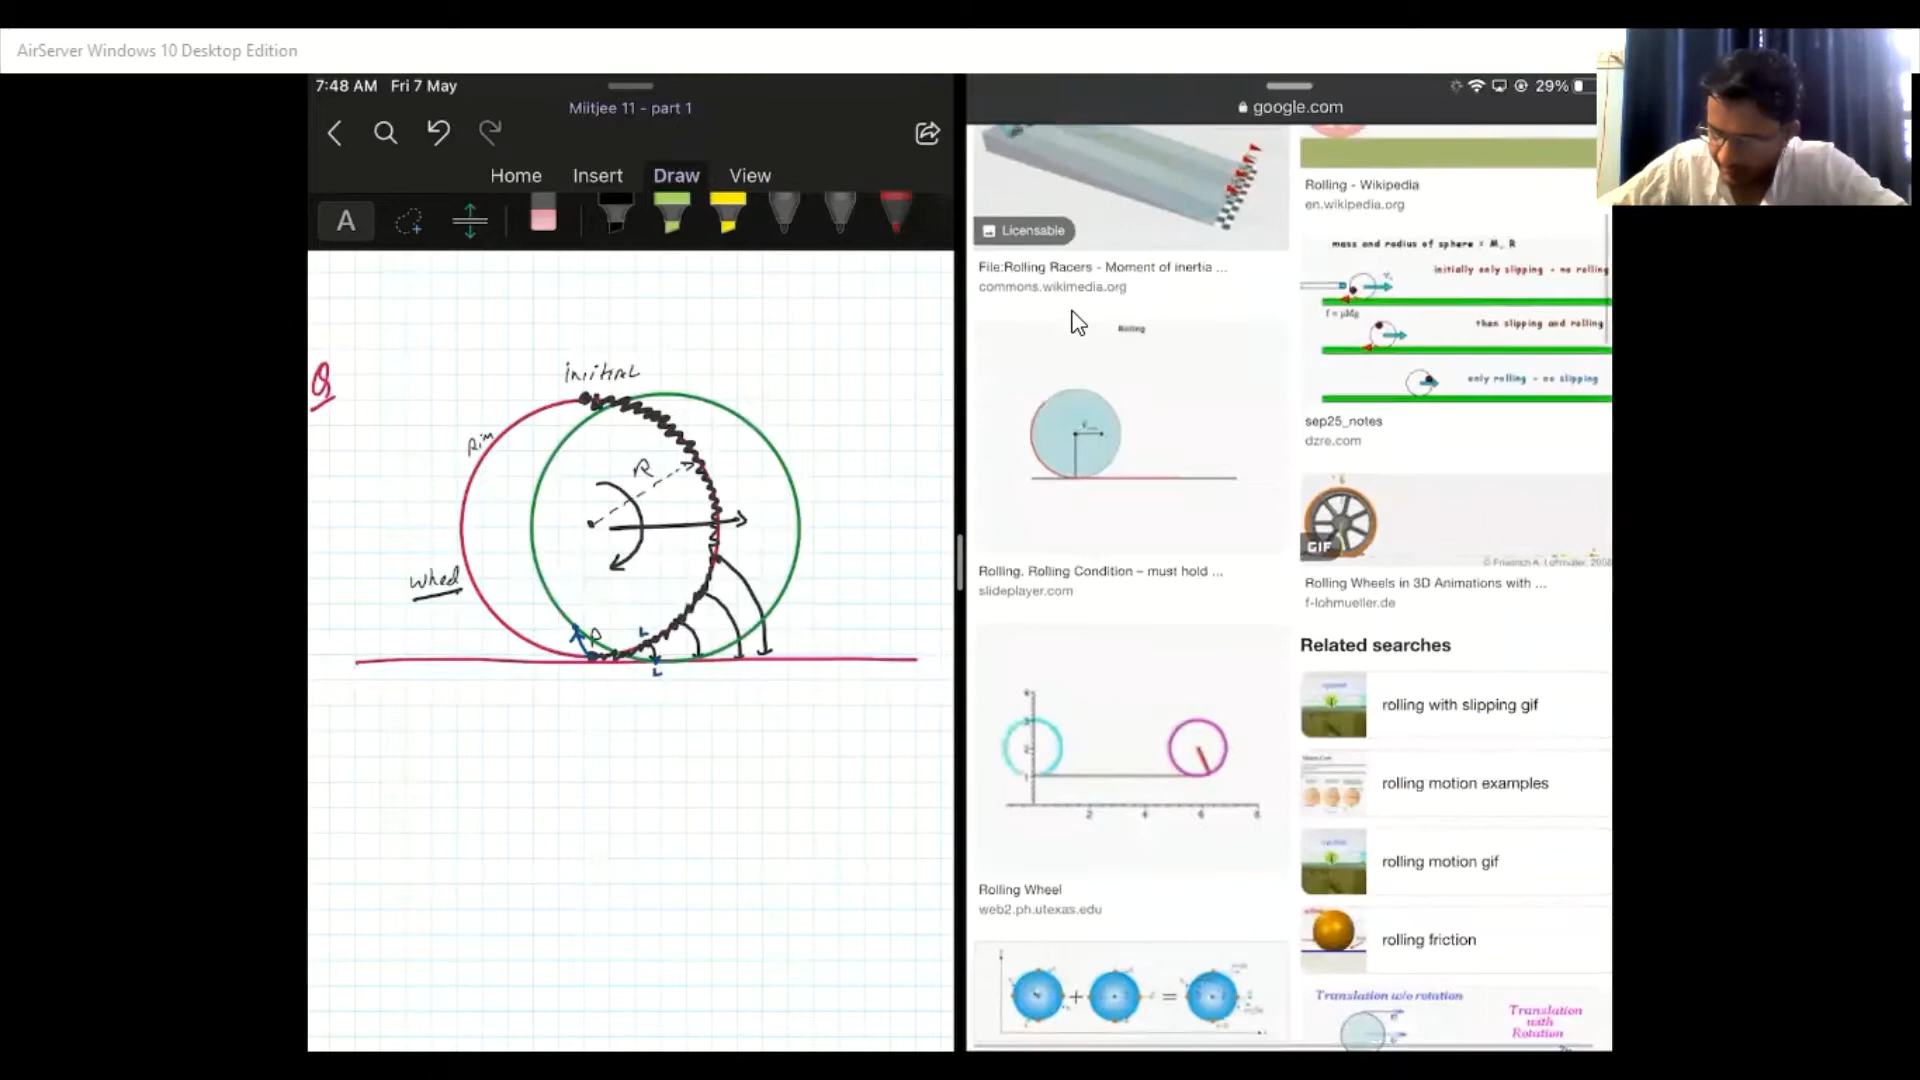 AirServer Windows 10 Desktop Edition
7:48 AM Fri 7 May
Miitjee 11 - part 1
Home Insert Draw View
A
Q
initial
Rim
R
Wheel
P
L
L
29%
google.com
Licensable
File:Rolling Racers - Moment of inertia ...
commons.wikimedia.org
Rolling
Rolling. Rolling Condition – must hold ...
slideplayer.com
2
6
8
Rolling Wheel
web2.ph.utexas.edu
+ =
Rolling - Wikipedia
en.wikipedia.org
mass and radius of sphere = M, R
initially only slipping - no rolling
f = μMg
then slipping and rolling
only rolling - no slipping
sep25_notes
dzre.com
GIF
Rolling Wheels in 3D Animations with ...
f-lohmueller.de
Related searches
rolling with slipping gif
rolling motion examples
rolling motion gif
rolling friction
Translation w/o rotation
Translation
with
Rotation